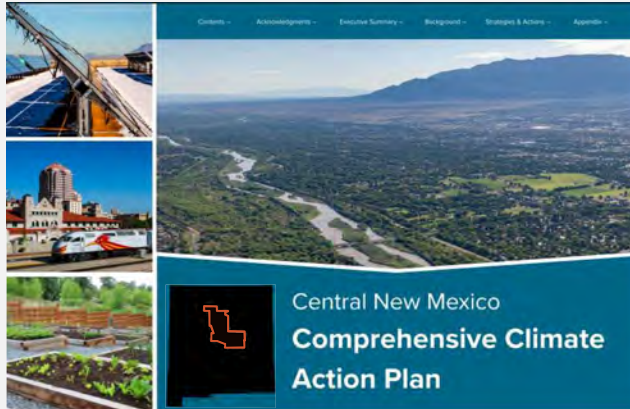 Contents
Acknowledgments
Executive Summary
Background
Strategies & Actions
Appendix
Central New Mexico
Comprehensive Climate
Action Plan